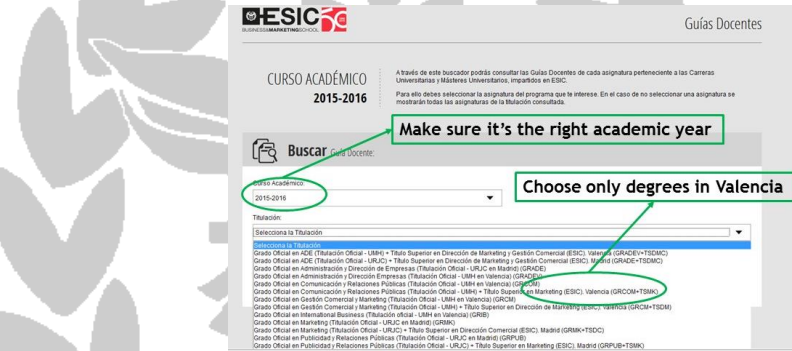 ESIC 50
BUSINESS&MARKETINGSCHOOL
Guías Docentes
CURSO ACADÉMICO
2015-2016
A través de este buscador podrás consultar las Guías Docentes de cada asignatura perteneciente a las Carreras
Universitarias y Másteres Universitarios, impartidos en ESIC.
Para ello debes seleccionar la asignatura del programa que te interese. En el caso de no seleccionar una asignatura se
mostrarán todas las asignaturas de la titulación consultada.
Make sure it's the right academic year
Buscar Guía Docente:
Choose only degrees in Valencia
Curso Académico:
2015-2016
Titulación:
Selecciona la Titulación
Selecciona la Titulación
Grado Oficial en ADE (Titulación Oficial - UMH) + Título Superior en Dirección de Marketing y Gestión Comercial (ESIC). Valencia (GRADEV+TSDMC)
Grado Oficial en ADE (Titulación Oficial - URJC) + Título Superior en Dirección de Marketing y Gestión Comercial (ESIC). Madrid (GRADE+TSDMC)
Grado Oficial en Administración y Dirección de Empresas (Titulación Oficial - URJC en Madrid) (GRADE)
Grado Oficial en Administración y Dirección Empresas (Titulación Oficial - UMH en Valencia) (GRADEV)
Grado Oficial en Comunicación y Relaciones Públicas (Titulación Oficial - UMH en Valencia) (GRCOM)
Grado Oficial en Comunicación y Relaciones Públicas (Titulación Oficial - UMH) + Título Superior en Marketing (ESIC). Valencia (GRCOM+TSMK)
Grado Oficial en Gestión Comercial y Marketing (Titulación Oficial - UMH en Valencia) (GRCM)
Grado Oficial en Gestión Comercial y Marketing (Titulación Oficial - UMH) + Título Superior en Dirección de Marketing (ESIC). Valencia (GRCM+TSDM)
Grado Oficial en International Business (Titulación oficial - UMH en Valencia) (GRIB)
Grado Oficial en Marketing (Titulación Oficial - URJC en Madrid) (GRMK)
Grado Oficial en Marketing (Titulación Oficial - URJC) + Título Superior en Dirección Comercial (ESIC). Madrid (GRMK+TSDC)
Grado Oficial en Publicidad y Relaciones Públicas (Titulación Oficial - URJC en Madrid) (GRPUB)
Grado Oficial en Publicidad y Relaciones Públicas (Titulación Oficial - URJC) + Título Superior en Marketing (ESIC). Madrid (GRPUB+TSMK)